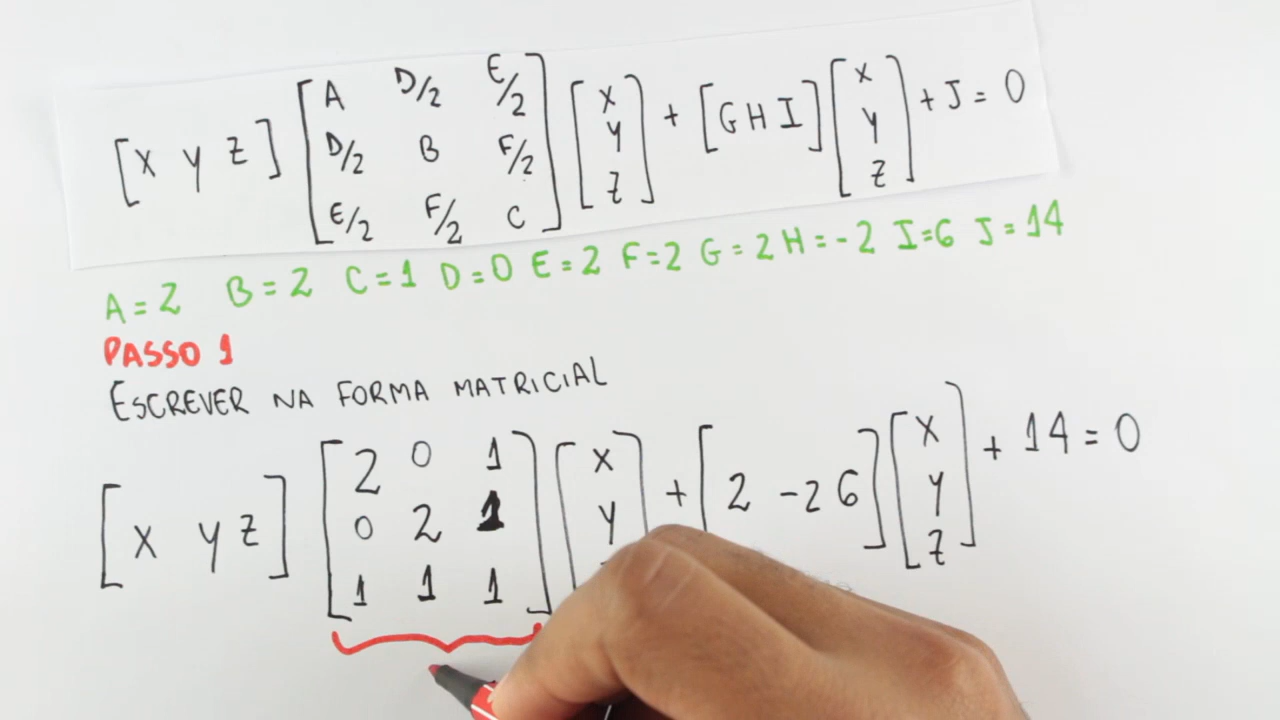 [x y z] [A D/2 E/2 [x + [G H I] [x + J = 0
D/2 B F/2 y y
E/2 F/2 C] z] z]
A=2 B=2 C=1 D=0 E=2 F=2 G=2 H=-2 I=6 J=14
PASSO 1
ESCREVER NA FORMA MATRICIAL
[x y z] [2 0 1 [x + [2 -2 6] [x + 14 = 0
0 2 1 y y
1 1 1] z]